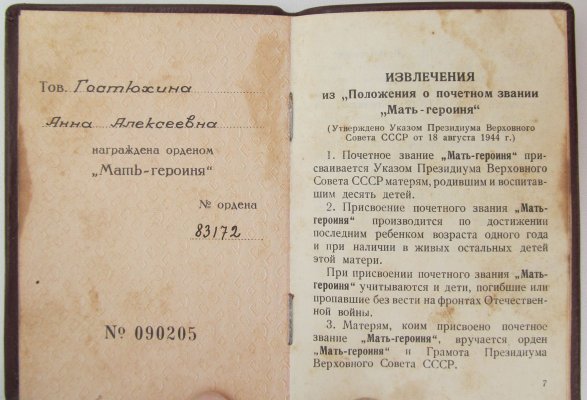 Тов. Гостюхина
Анна Алексеевна
награждена орденом
„Мать-героиня“
№ ордена
83172
№ 090205
ИЗВЛЕЧЕНИЯ
из „Положения о почетном звании
„Мать-героиня“
(Утверждено Указом Президиума Верховного
Совета СССР от 18 августа 1944 г.)
1. Почетное звание „Мать-героиня“ при-
сваивается Указом Президиума Верховного
Совета СССР матерям, родившим и воспитав-
шим десять детей.
2. Присвоение почетного звания „Мать-
героиня“ производится по достижении
последним ребенком возраста одного года
и при наличии в живых остальных детей
этой матери.
При присвоении почетного звания „Мать-
героиня“ учитываются и дети, погибшие или
пропавшие без вести на фронтах Отечествен-
ной войны.
3. Матерям, коим присвоено почетное
звание „Мать-героиня“, вручается орден
„Мать-героиня“ и Грамота Президиума
Верховного Совета СССР.
7